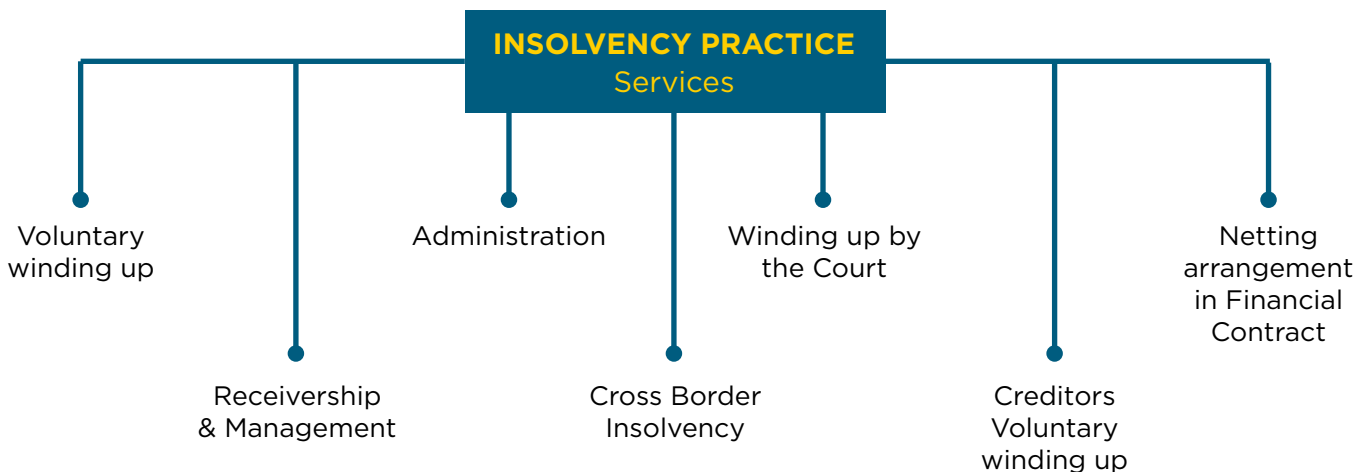 INSOLVENCY PRACTICE
Services
Voluntary
winding up
Receivership
& Management
Administration
Cross Border
Insolvency
Winding up by
the Court
Creditors
Voluntary
winding up
Netting
arrangement
in Financial
Contract